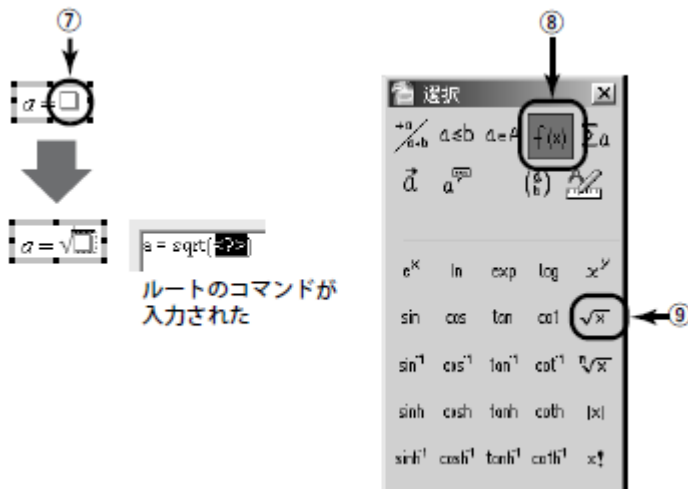 ⑦
a = □
a = √□
a = sqrt(<?>)
ルートのコマンドが
入力された
⑧
選択
+a/a+b a≤b a∈A f(x) Σa
a⃗ a (a b)
eˣ ln exp log xʸ
sin cos tan cot √x
⑨
sin⁻¹ cos⁻¹ tan⁻¹ cot⁻¹ ⁿ√x
sinh cosh tanh coth |x|
sinh⁻¹ cosh⁻¹ tanh⁻¹ coth⁻¹ x!